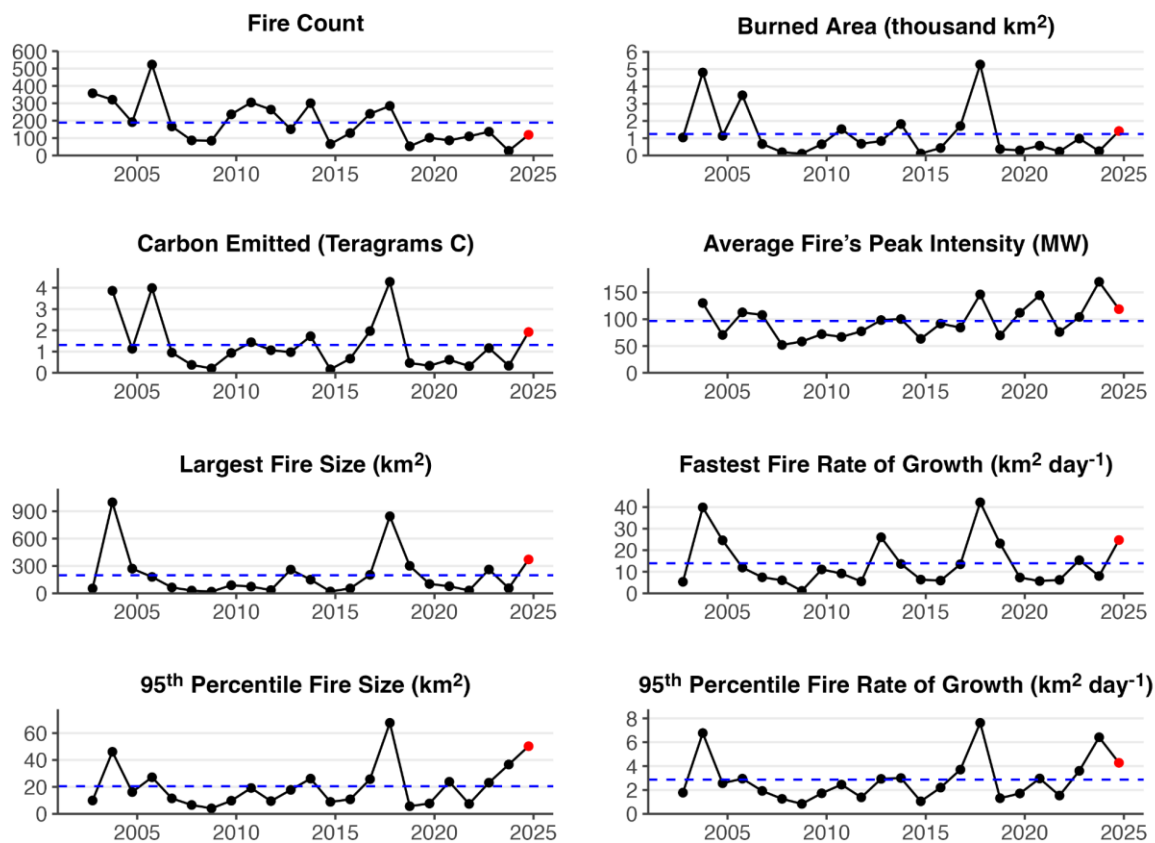 Fire Count
600
500
400
300
200
100
0
2005 2010 2015 2020 2025
Burned Area (thousand km²)
6
5
4
3
2
1
0
2005 2010 2015 2020 2025
Carbon Emitted (Teragrams C)
4
3
2
1
0
2005 2010 2015 2020 2025
Average Fire’s Peak Intensity (MW)
150
100
50
0
2005 2010 2015 2020 2025
Largest Fire Size (km²)
900
600
300
0
2005 2010 2015 2020 2025
Fastest Fire Rate of Growth (km² day⁻¹)
40
30
20
10
0
2005 2010 2015 2020 2025
95ᵗʰ Percentile Fire Size (km²)
60
40
20
0
2005 2010 2015 2020 2025
95ᵗʰ Percentile Fire Rate of Growth (km² day⁻¹)
8
6
4
2
0
2005 2010 2015 2020 2025